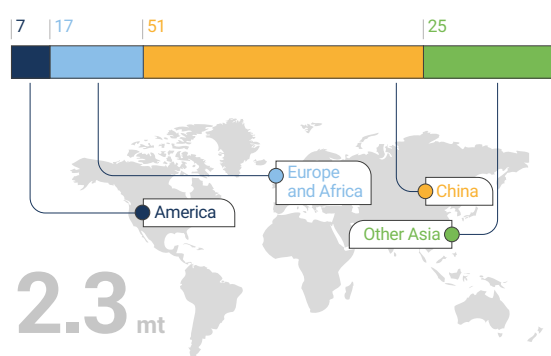 7 17 51 25
Europe
and Africa
China
America
Other Asia
2.3 mt